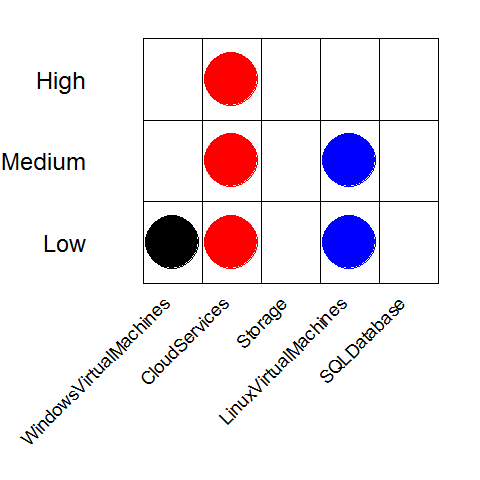 High
Medium
Low
WindowsVirtualMachines
CloudServices
Storage
LinuxVirtualMachines
SQLDatabase